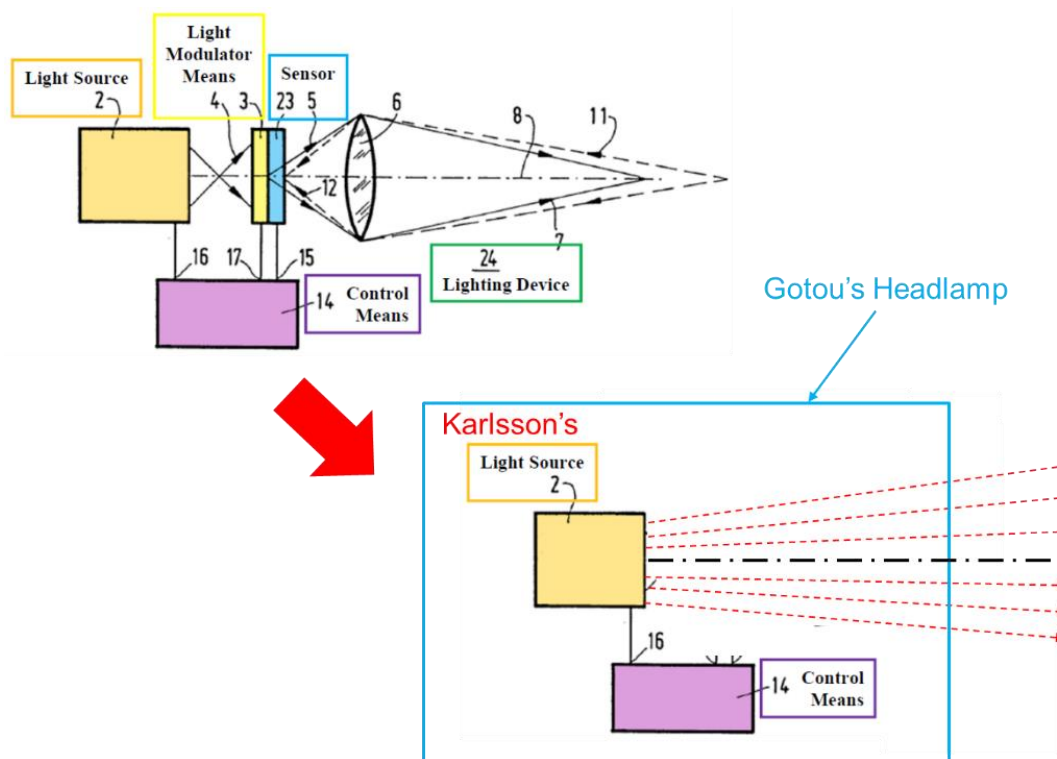 Light
Modulator
Means
Light Source
2
Sensor
4
3
23
5
6
8
11
12
7
16
17
15
24
Lighting Device
14
Control
Means
Gotou's Headlamp
Karlsson's
Light Source
2
16
14
Control
Means